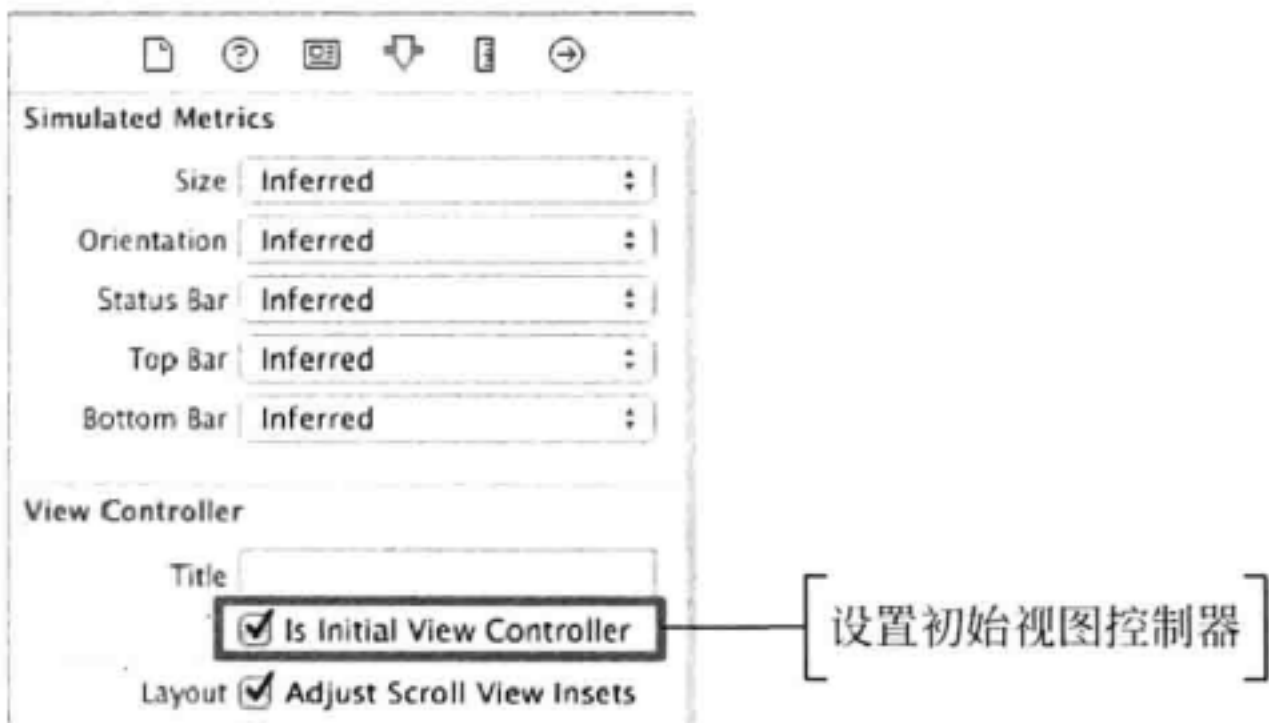 Simulated Metrics
Size Inferred
Orientation Inferred
Status Bar Inferred
Top Bar Inferred
Bottom Bar Inferred
View Controller
Title
Is Initial View Controller
设置初始视图控制器
Layout Adjust Scroll View Insets